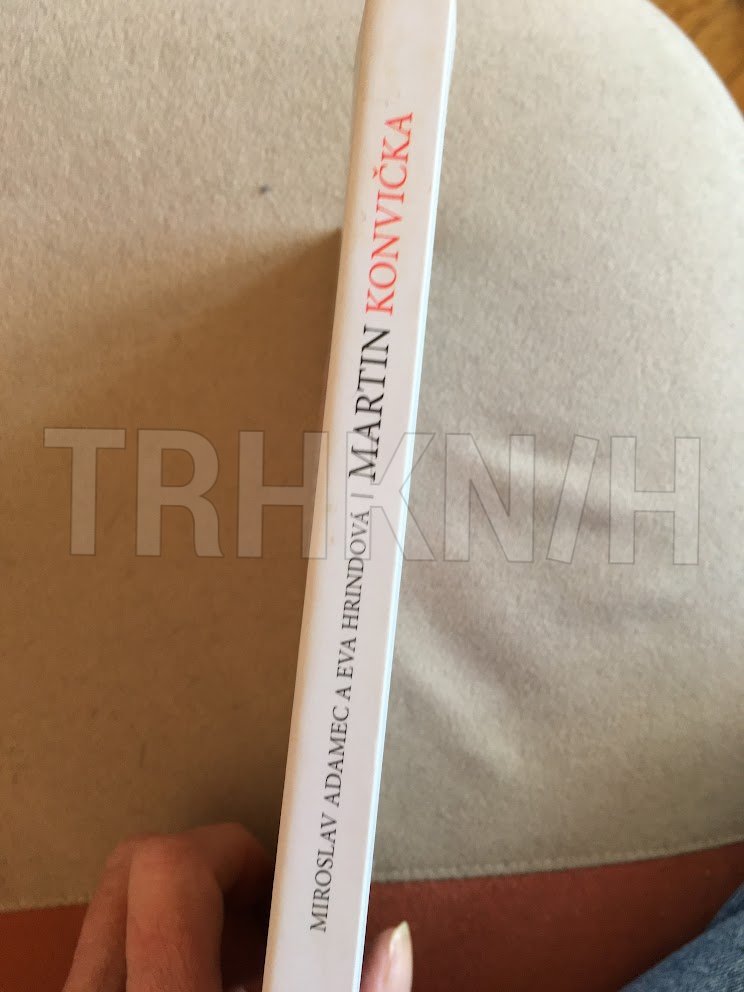 MIROSLAV ADAMEC A EVA HRINDOVÁ | MARTIN KONVIČKA
TRHKNIH